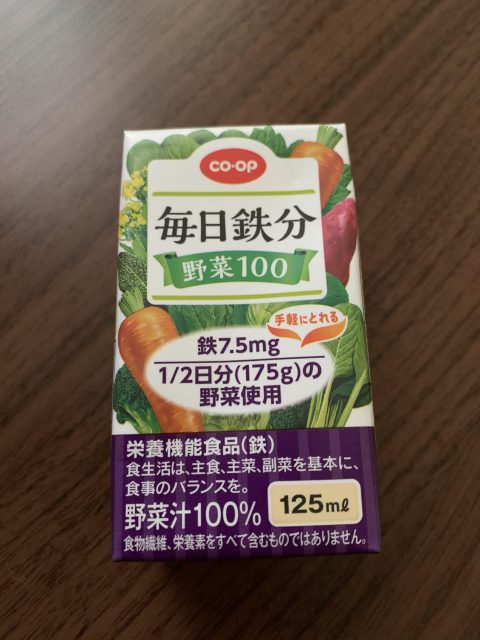 CO・OP
毎日鉄分
野菜100
手軽にとれる
鉄7.5mg
1/2日分(175g)の
野菜使用
栄養機能食品(鉄)
食生活は、主食、主菜、副菜を基本に、
食事のバランスを。
野菜汁100%
125mℓ
食物繊維、栄養素をすべて含むものではありません。